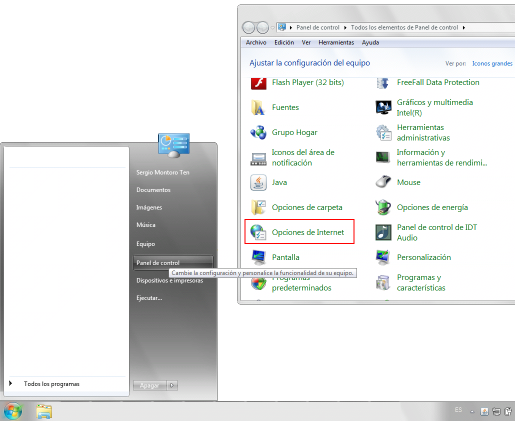 Panel de control
Todos los elementos de Panel de control
Archivo Edición Ver Herramientas Ayuda
Ajustar la configuración del equipo
Ver por: Iconos grandes
Flash Player (32 bits)
FreeFall Data Protection
Fuentes
Gráficos y multimedia
Intel(R)
Grupo Hogar
Herramientas
administrativas
Iconos del área de
notificación
Información y
herramientas de rendimi...
Java
Mouse
Opciones de carpeta
Opciones de energía
Opciones de Internet
Panel de control de IDT
Audio
Pantalla
Personalización
Programas
predeterminados
Programas y
características
Sergio Montoro Ten
Documentos
Imágenes
Música
Equipo
Panel de control
Cambie la configuración y personalice la funcionalidad de su equipo.
Dispositivos e impresoras
Ejecutar...
Todos los programas
Apagar
ES